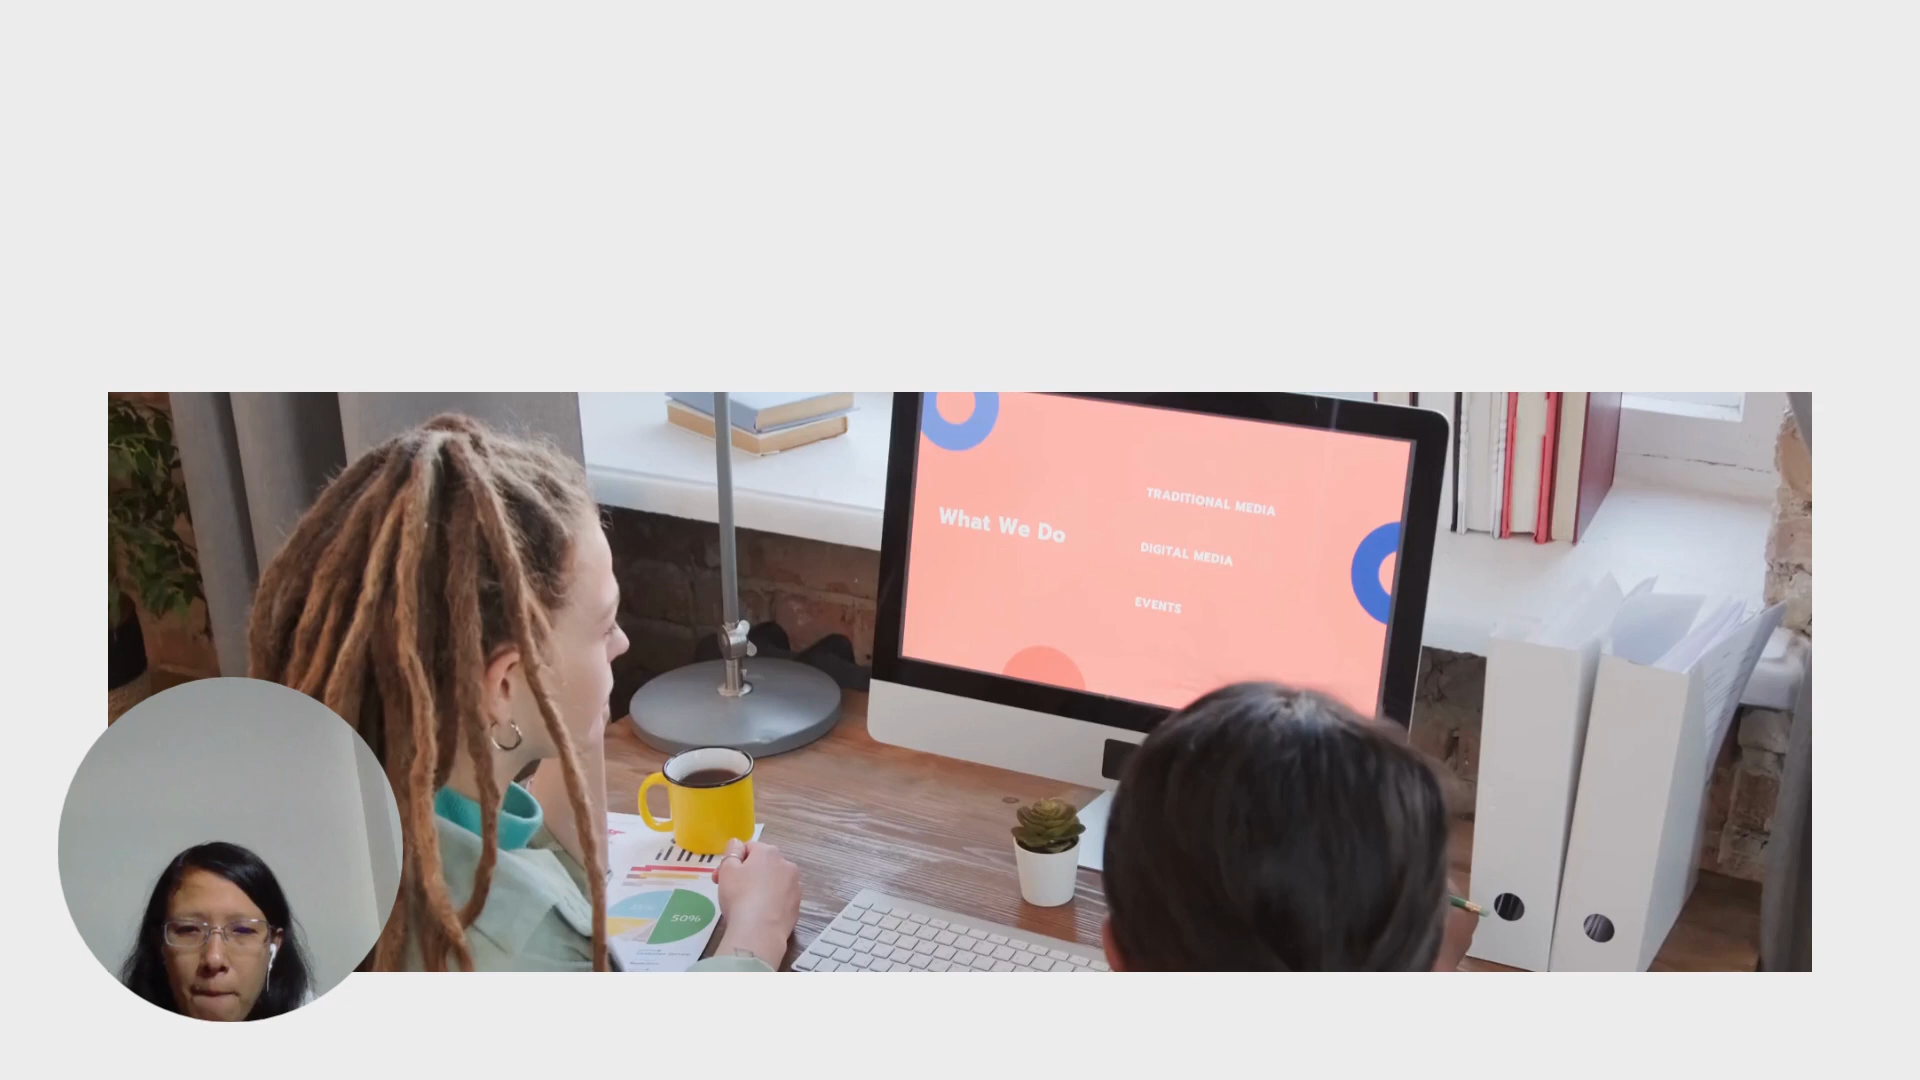 What We Do
TRADITIONAL MEDIA
DIGITAL MEDIA
EVENTS
50%